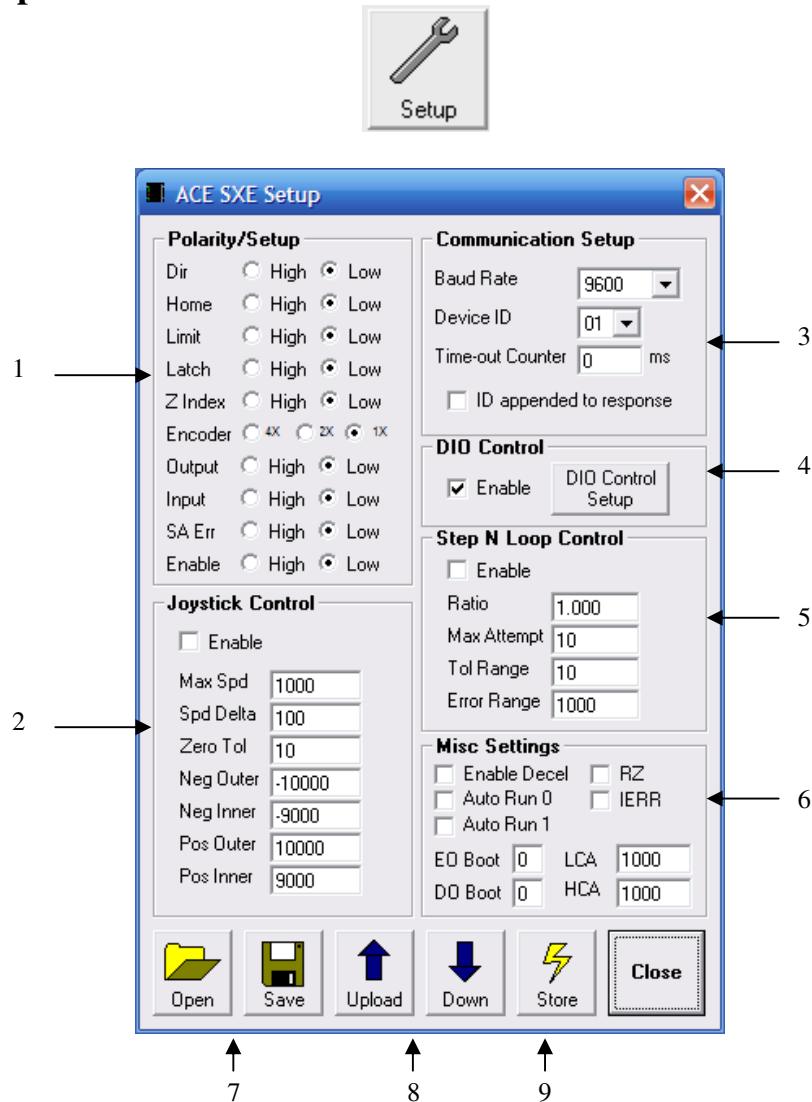 Setup
ACE SXE Setup
Polarity/Setup
Dir High Low
Home High Low
Limit High Low
Latch High Low
Z Index High Low
Encoder 4X 2X 1X
Output High Low
Input High Low
SA Err High Low
Enable High Low
Joystick Control
Enable
Max Spd 1000
Spd Delta 100
Zero Tol 10
Neg Outer -10000
Neg Inner -9000
Pos Outer 10000
Pos Inner 9000
Communication Setup
Baud Rate 9600
Device ID 01
Time-out Counter 0 ms
ID appended to response
DIO Control
Enable DIO Control
Setup
Step N Loop Control
Enable
Ratio 1.000
Max Attempt 10
Tol Range 10
Error Range 1000
Misc Settings
Enable Decel RZ
Auto Run 0 IERR
Auto Run 1
EO Boot 0 LCA 1000
DO Boot 0 HCA 1000
Open Save Upload Down Store Close
1
2
3
4
5
6
7 8 9